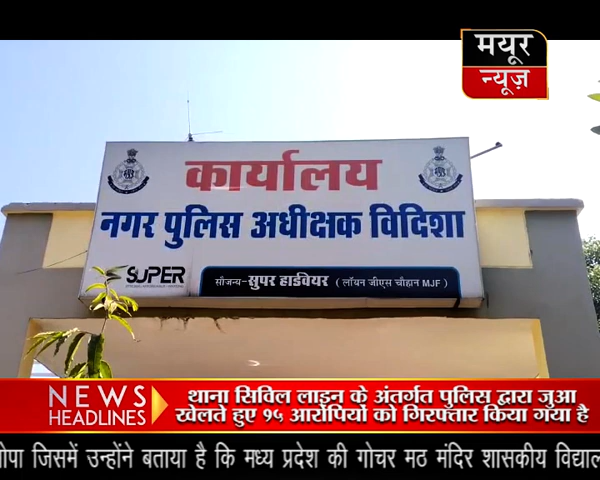 मयूर
न्यूज़
कार्यालय
नगर पुलिस अधीक्षक विदिशा
SUPER
सौजन्य-सुपर हार्डवेयर ( लॉयन जीएस चौहान MJF )
NEWS
HEADLINES
थाना सिविल लाइन के अंतर्गत पुलिस द्वारा जुआ
खेलते हुए १५ आरोपियों को गिरफ्तार किया गया है
ोपा जिसमें उन्होंने बताया है कि मध्य प्रदेश की गोचर मठ मंदिर शासकीय विद्याल